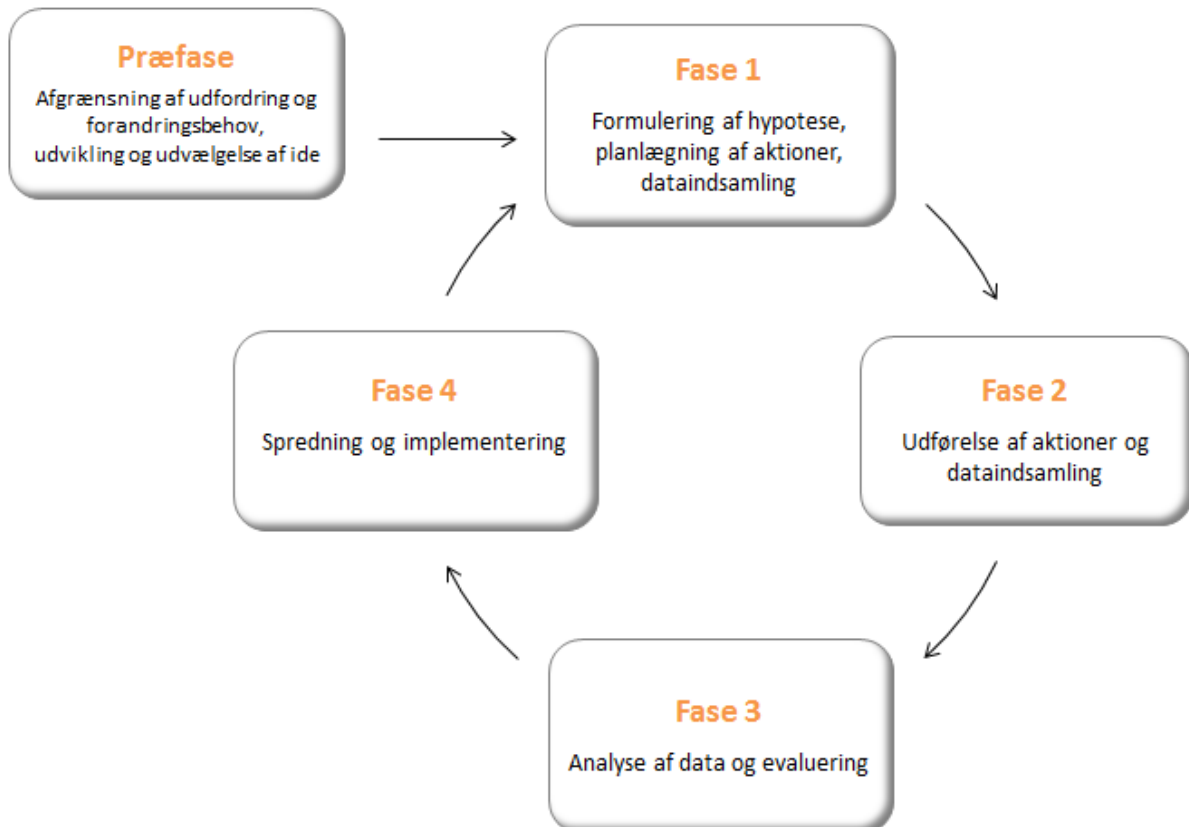 Præfase
Afgrænsning af udfordring og
forandringsbehov,
udvikling og udvælgelse af ide
Fase 1
Formulering af hypotese,
planlægning af aktioner,
dataindsamling
Fase 2
Udførelse af aktioner og
dataindsamling
Fase 3
Analyse af data og evaluering
Fase 4
Spredning og implementering